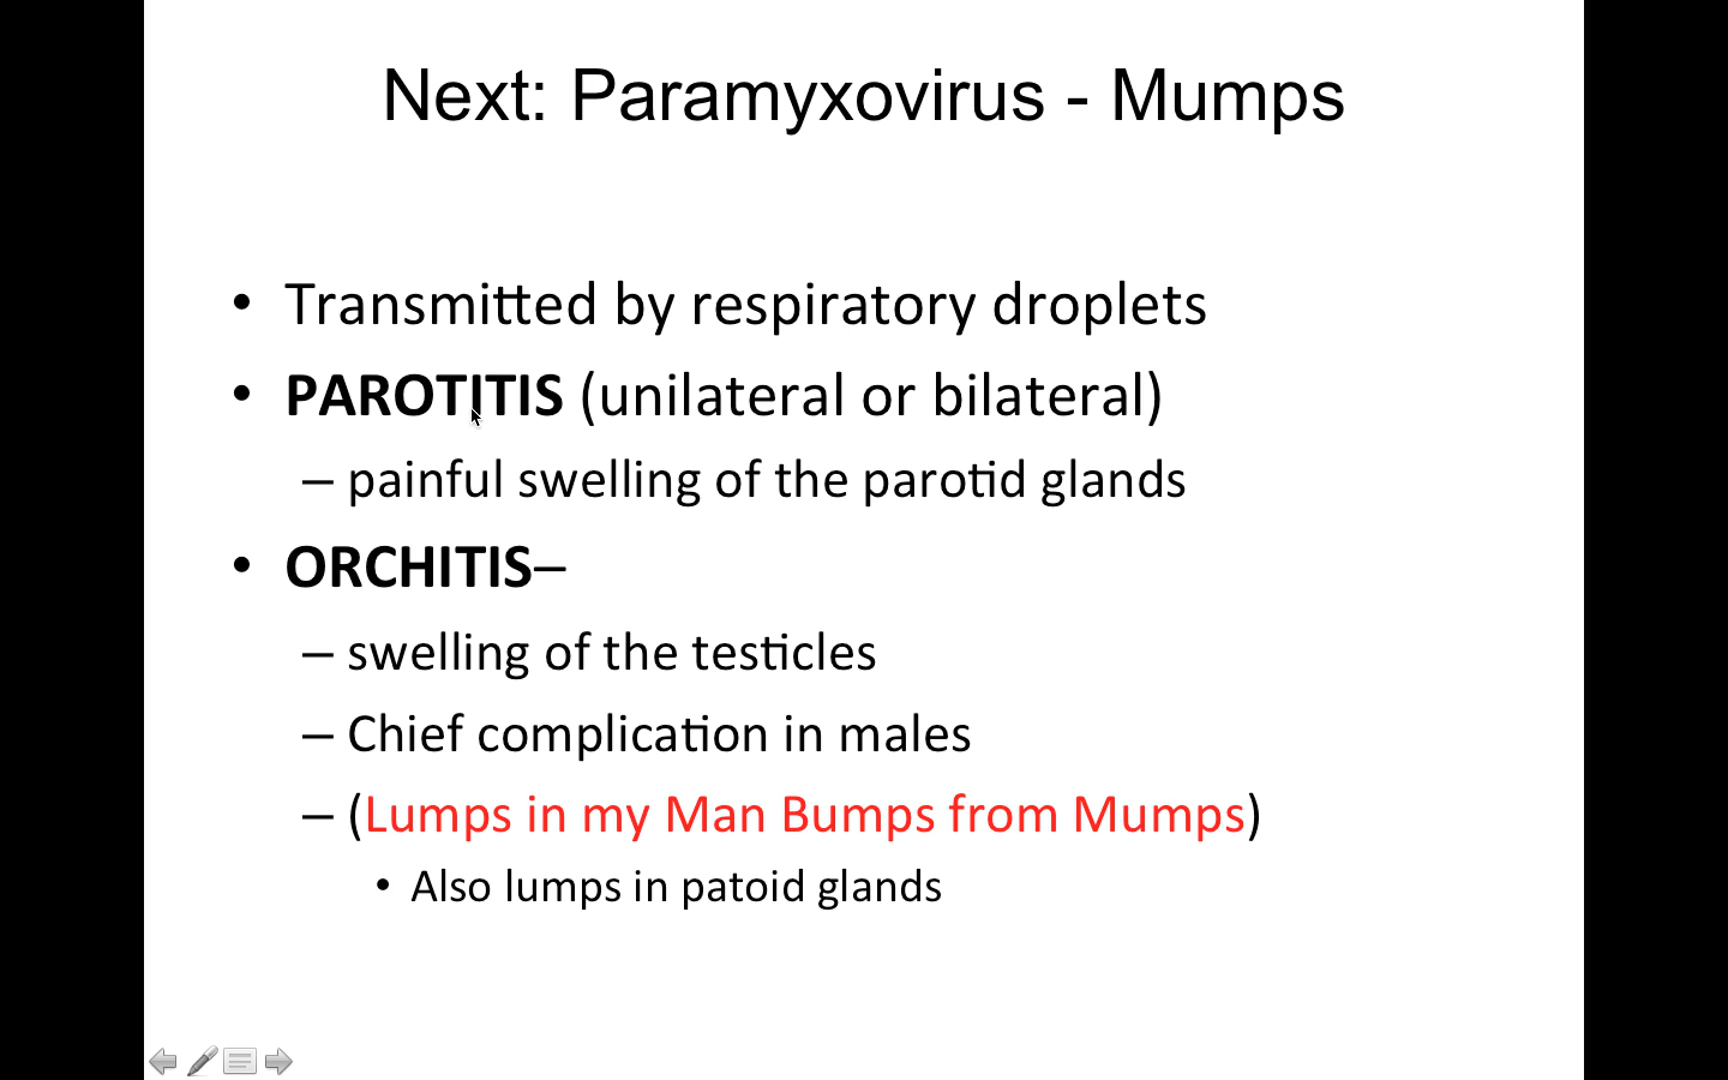 Next: Paramyxovirus - Mumps
• Transmitted by respiratory droplets
• PAROTITIS (unilateral or bilateral)
– painful swelling of the parotid glands
• ORCHITIS–
– swelling of the testicles
– Chief complication in males
– (Lumps in my Man Bumps from Mumps)
• Also lumps in patoid glands